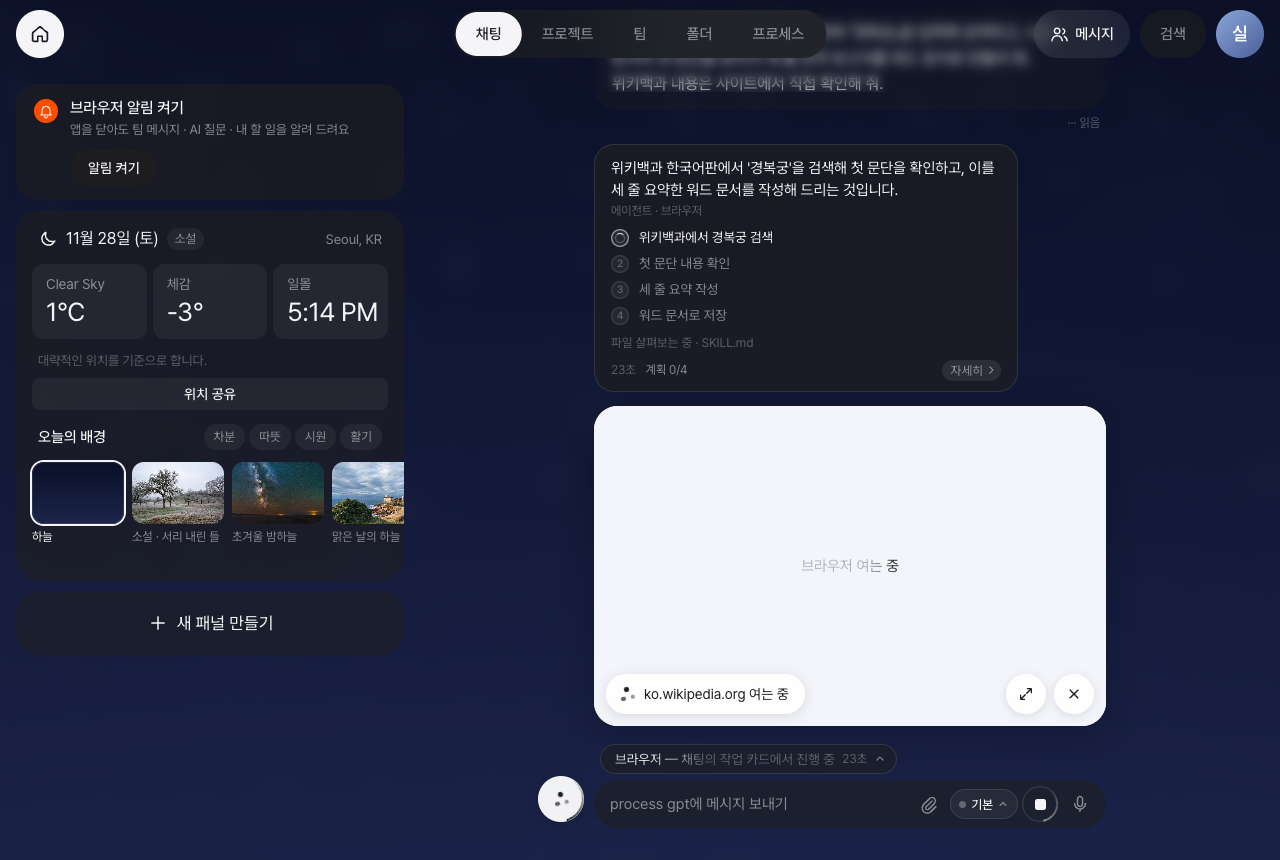 채팅
프로젝트
팀
폴더
프로세스
메시지
검색
실
브라우저 알림 켜기
앱을 닫아도 팀 메시지 · AI 질문 · 내 할 일을 알려 드려요
알림 켜기
11월 28일 (토)
소설
Seoul, KR
Clear Sky
1°C
체감
-3°
일몰
5:14 PM
대략적인 위치를 기준으로 합니다.
위치 공유
오늘의 배경
차분
따뜻
시원
활기
하늘
소설 · 서리 내린 들
초겨울 밤하늘
맑은 날의 하늘
새 패널 만들기
위키백과 내용은 사이트에서 직접 확인해 줘.
읽음
위키백과 한국어판에서 '경복궁'을 검색해 첫 문단을 확인하고, 이를
세 줄 요약한 워드 문서를 작성해 드리는 것입니다.
에이전트 · 브라우저
위키백과에서 경복궁 검색
2 첫 문단 내용 확인
3 세 줄 요약 작성
4 워드 문서로 저장
파일 살펴보는 중 · SKILL.md
23초 계획 0/4
자세히
브라우저 여는 중
ko.wikipedia.org 여는 중
브라우저 — 채팅의 작업 카드에서 진행 중 23초
process gpt에 메시지 보내기
기본